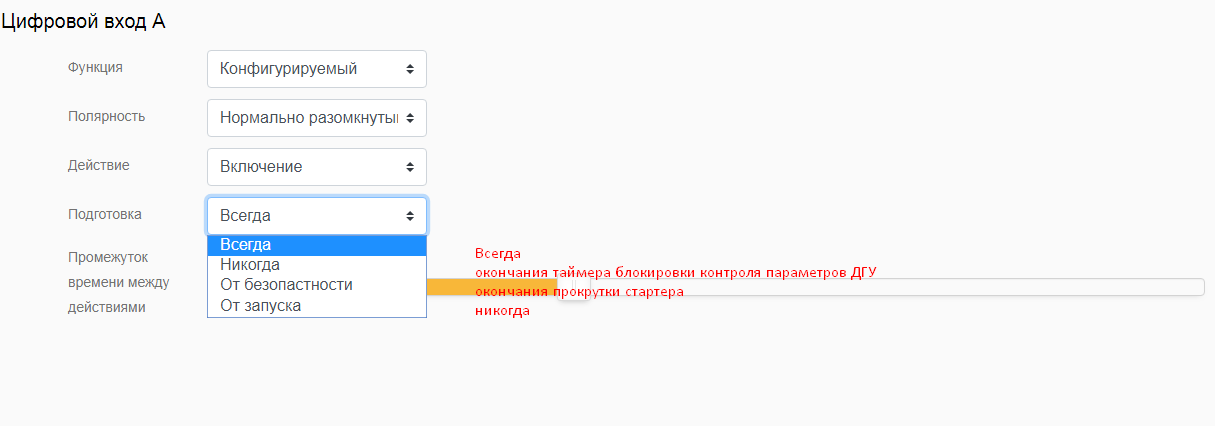 Цифровой вход A
Функция
Конфигурируемый
Полярность
Нормально разомкнутый
Действие
Включение
Подготовка
Всегда
Всегда
Никогда
От безопастности
От запуска
Промежуток
времени между
действиями
Всегда
окончания таймера блокировки контроля параметров ДГУ
окончания прокрутки стартера
никогда